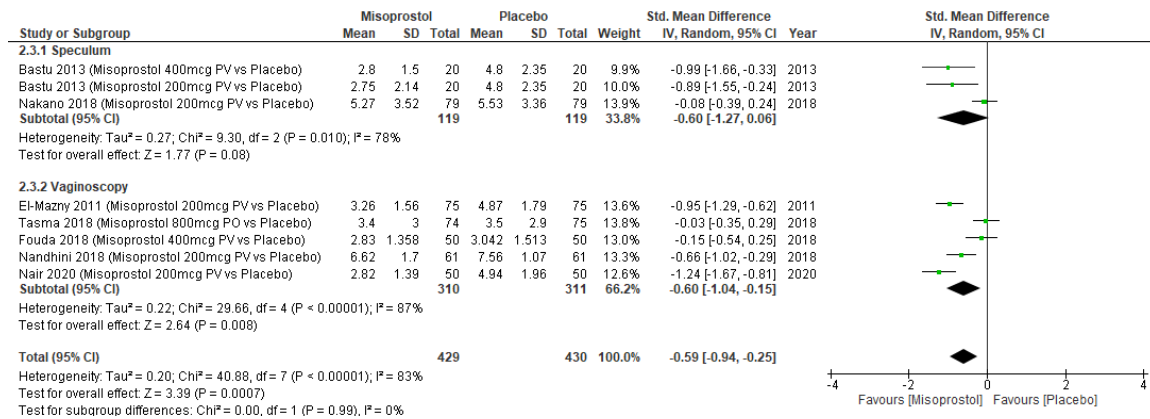 Misoprostol Placebo Std. Mean Difference Std. Mean Difference
Study or Subgroup Mean SD Total Mean SD Total Weight IV, Random, 95% CI Year IV, Random, 95% CI
2.3.1 Speculum
Bastu 2013 (Misoprostol 400mcg PV vs Placebo) 2.8 1.5 20 4.8 2.35 20 9.9% -0.99 [-1.66, -0.33] 2013
Bastu 2013 (Misoprostol 200mcg PV vs Placebo) 2.75 2.14 20 4.8 2.35 20 10.0% -0.89 [-1.55, -0.24] 2013
Nakano 2018 (Misoprostol 200mcg PV vs Placebo) 5.27 3.52 79 5.53 3.36 79 13.9% -0.08 [-0.39, 0.24] 2018
Subtotal (95% CI) 119 119 33.8% -0.60 [-1.27, 0.06]
Heterogeneity: Tau² = 0.27; Chi² = 9.30, df = 2 (P = 0.010); I² = 78%
Test for overall effect: Z = 1.77 (P = 0.08)
2.3.2 Vaginoscopy
El-Mazny 2011 (Misoprostol 200mcg PV vs Placebo) 3.26 1.56 75 4.87 1.79 75 13.6% -0.95 [-1.29, -0.62] 2011
Tasma 2018 (Misoprostol 800mcg PO vs Placebo) 3.4 3 74 3.5 2.9 75 13.8% -0.03 [-0.35, 0.29] 2018
Fouda 2018 (Misoprostol 400mcg PV vs Placebo) 2.83 1.358 50 3.042 1.513 50 13.0% -0.15 [-0.54, 0.25] 2018
Nandhini 2018 (Misoprostol 200mcg PV vs Placebo) 6.62 1.7 61 7.56 1.07 61 13.3% -0.66 [-1.02, -0.29] 2018
Nair 2020 (Misoprostol 200mcg PV vs Placebo) 2.82 1.39 50 4.94 1.96 50 12.6% -1.24 [-1.67, -0.81] 2020
Subtotal (95% CI) 310 311 66.2% -0.60 [-1.04, -0.15]
Heterogeneity: Tau² = 0.22; Chi² = 29.66, df = 4 (P < 0.00001); I² = 87%
Test for overall effect: Z = 2.64 (P = 0.008)
Total (95% CI) 429 430 100.0% -0.59 [-0.94, -0.25]
Heterogeneity: Tau² = 0.20; Chi² = 40.88, df = 7 (P < 0.00001); I² = 83%
Test for overall effect: Z = 3.39 (P = 0.0007)
Test for subgroup differences: Chi² = 0.00, df = 1 (P = 0.99), I² = 0%
-4 -2 0 2 4
Favours [Misoprostol] Favours [Placebo]